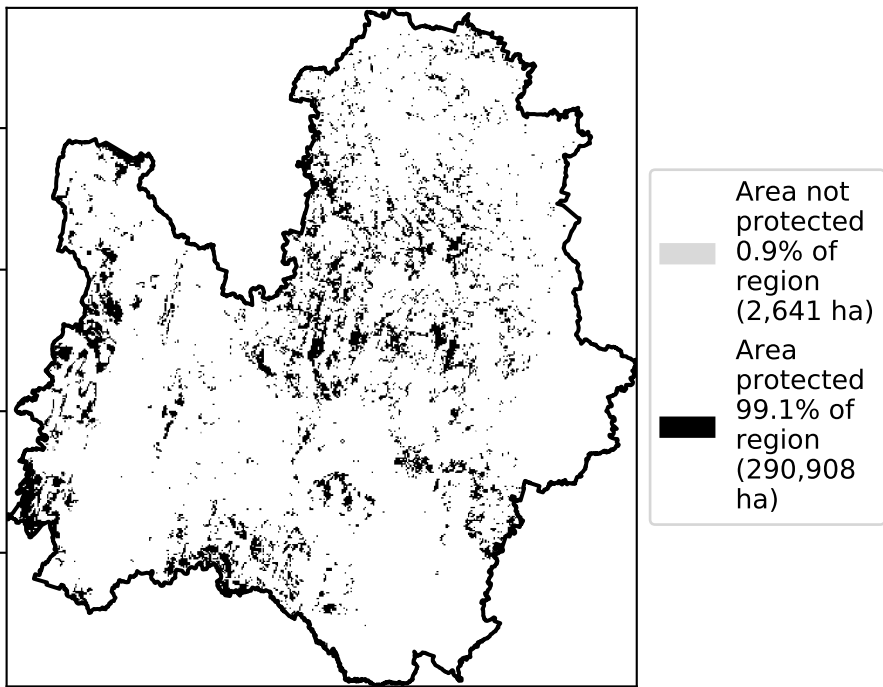 Area not
protected
0.9% of
region
(2,641 ha)
Area
protected
99.1% of
region
(290,908
ha)